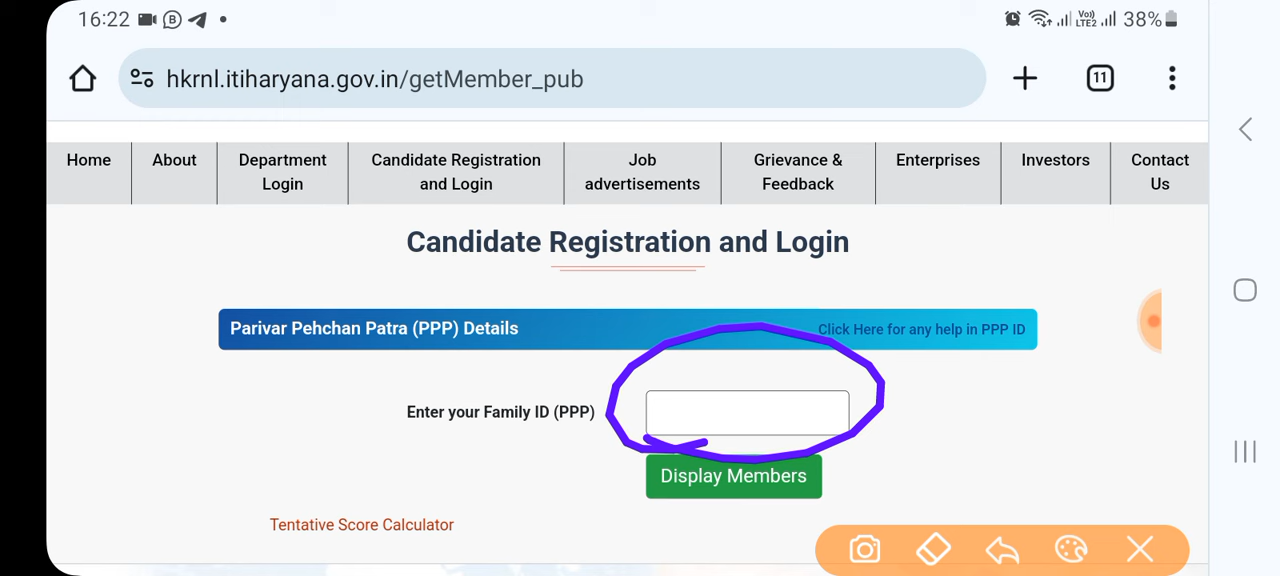 16:22
Vo))
LTE2
38%
hkrnl.itiharyana.gov.in/getMember_pub
11
Home
About
Department
Login
Candidate Registration
and Login
Job
advertisements
Grievance &
Feedback
Enterprises
Investors
Contact
Us
Candidate Registration and Login
Parivar Pehchan Patra (PPP) Details
Click Here for any help in PPP ID
Enter your Family ID (PPP)
Display Members
Tentative Score Calculator